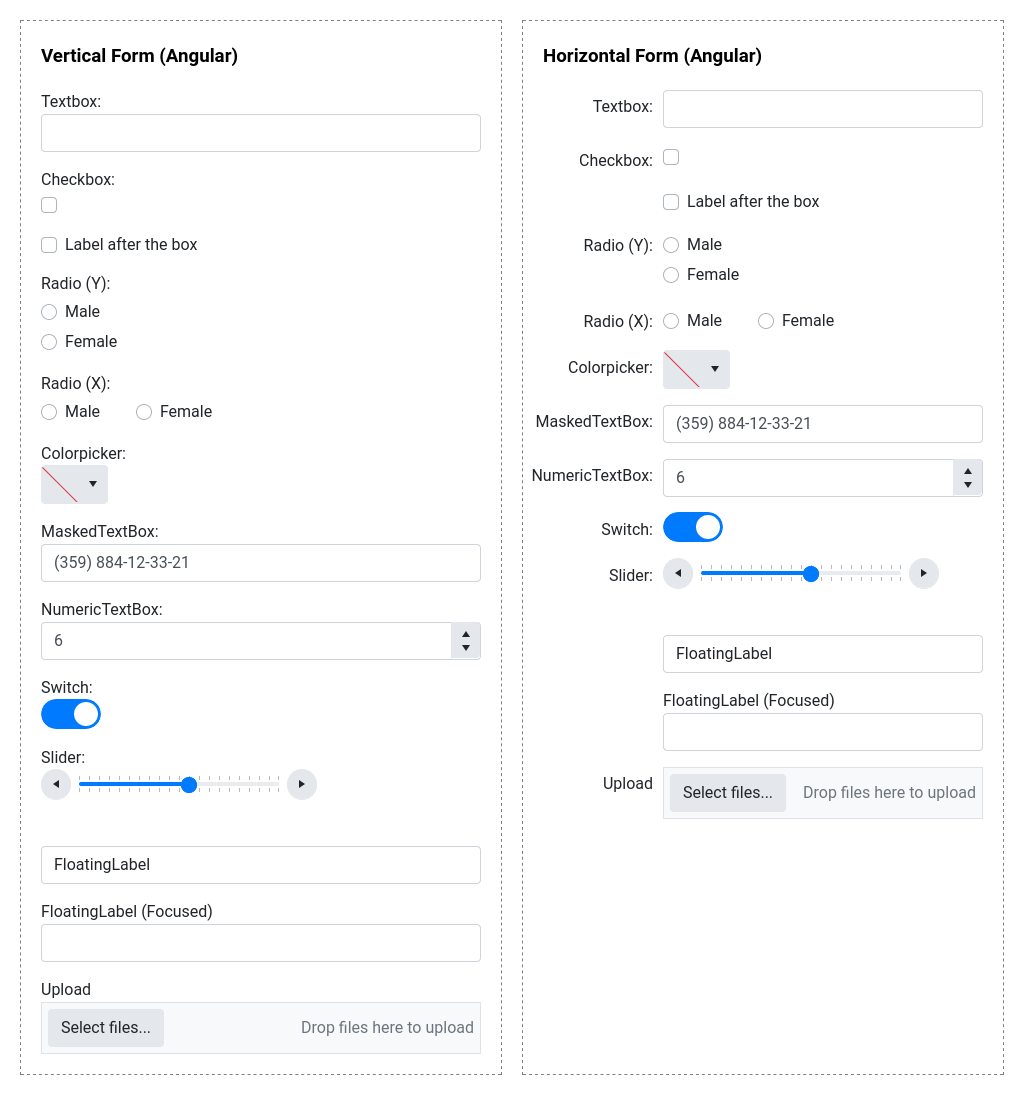 Vertical Form (Angular)
Textbox:
Checkbox:
Label after the box
Radio (Y):
Male
Female
Radio (X):
Male Female
Colorpicker:
MaskedTextBox:
(359) 884-12-33-21
NumericTextBox:
6
Switch:
Slider:
FloatingLabel
FloatingLabel (Focused)
Upload
Select files... Drop files here to upload
Horizontal Form (Angular)
Textbox:
Checkbox:
Label after the box
Radio (Y): Male
Female
Radio (X): Male Female
Colorpicker:
MaskedTextBox: (359) 884-12-33-21
NumericTextBox: 6
Switch:
Slider:
FloatingLabel
FloatingLabel (Focused)
Upload Select files... Drop files here to upload